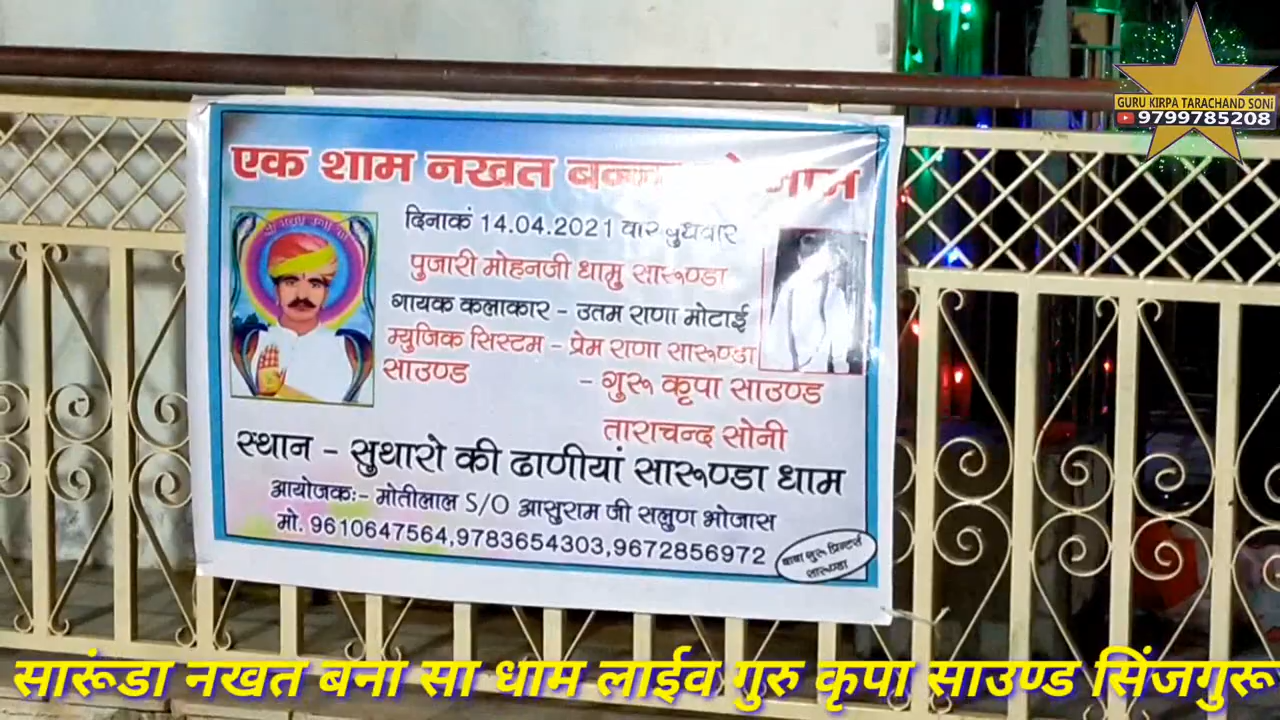 GURU KIRPA TARACHAND SONI
9799785208
एक शाम नखत
दिनाकं 14.04.2021 वार बुधवार
पुजारी मोहनजी धामु सारूण्डा
गायक कलाकार - उतम राणा मोटाई
म्युजिक सिस्टम - प्रेम राणा सारूण्डा
साउण्ड - गुरू कृपा साउण्ड
ताराचन्द सोनी
स्थान - सुथारो की ढाणीयां सारूण्डा धाम
आयोजकः- मोतीलाल S/O आसुराम जी सलुण भोजास
मो. 9610647564,9783654303,9672856972
बाबा गुरू प्रिन्टर्स
सारूण्डा
सारूंडा नखत बना सा धाम लाईव गुरु कृपा साउण्ड सिंजगुरू